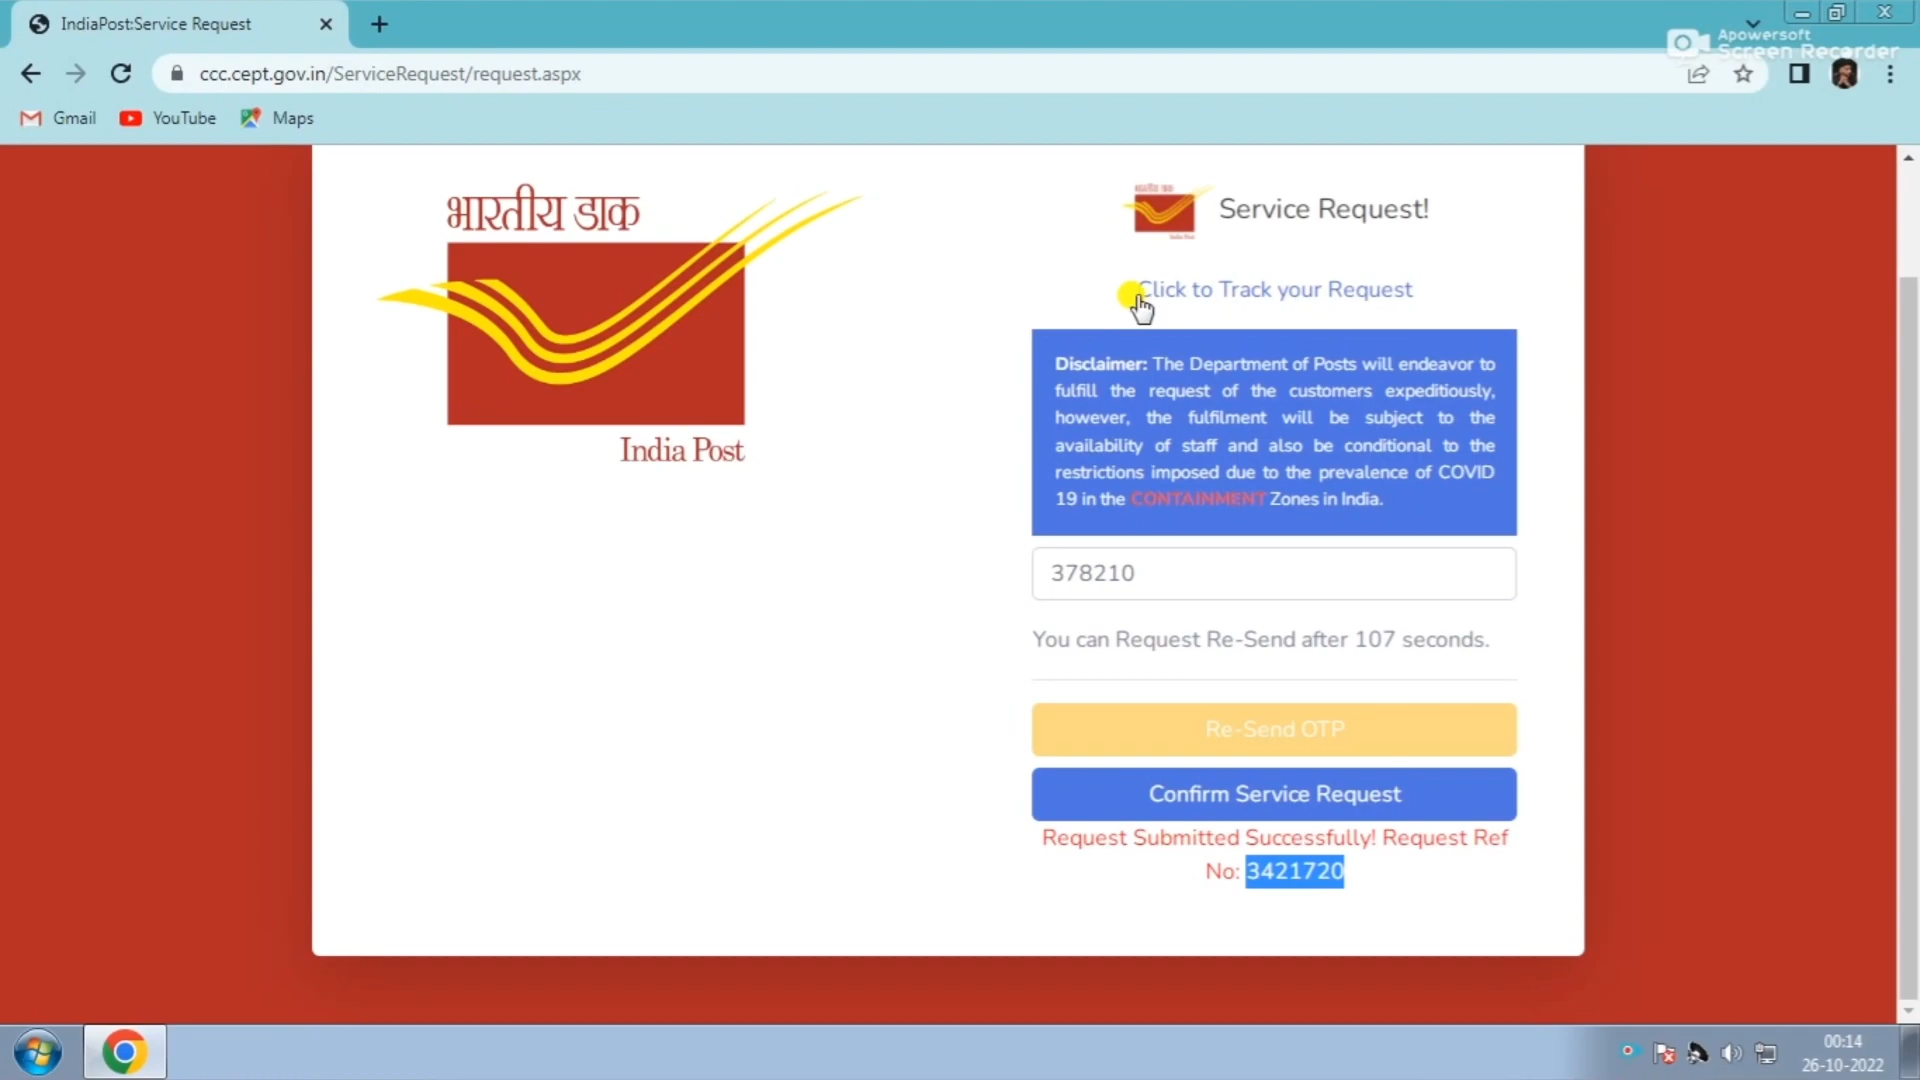 IndiaPost:Service Request
Apowersoft
Screen Recorder
ccc.cept.gov.in/ServiceRequest/request.aspx
Gmail
YouTube
Maps
भारतीय डाक
India Post
Service Request!
Click to Track your Request
Disclaimer: The Department of Posts will endeavor to
fulfill the request of the customers expeditiously,
however, the fulfilment will be subject to the
availability of staff and also be conditional to the
restrictions imposed due to the prevalence of COVID
19 in the CONTAINMENT Zones in India.
378210
You can Request Re-Send after 107 seconds.
Re-Send OTP
Confirm Service Request
Request Submitted Successfully! Request Ref
No: 3421720
00:14
26-10-2022